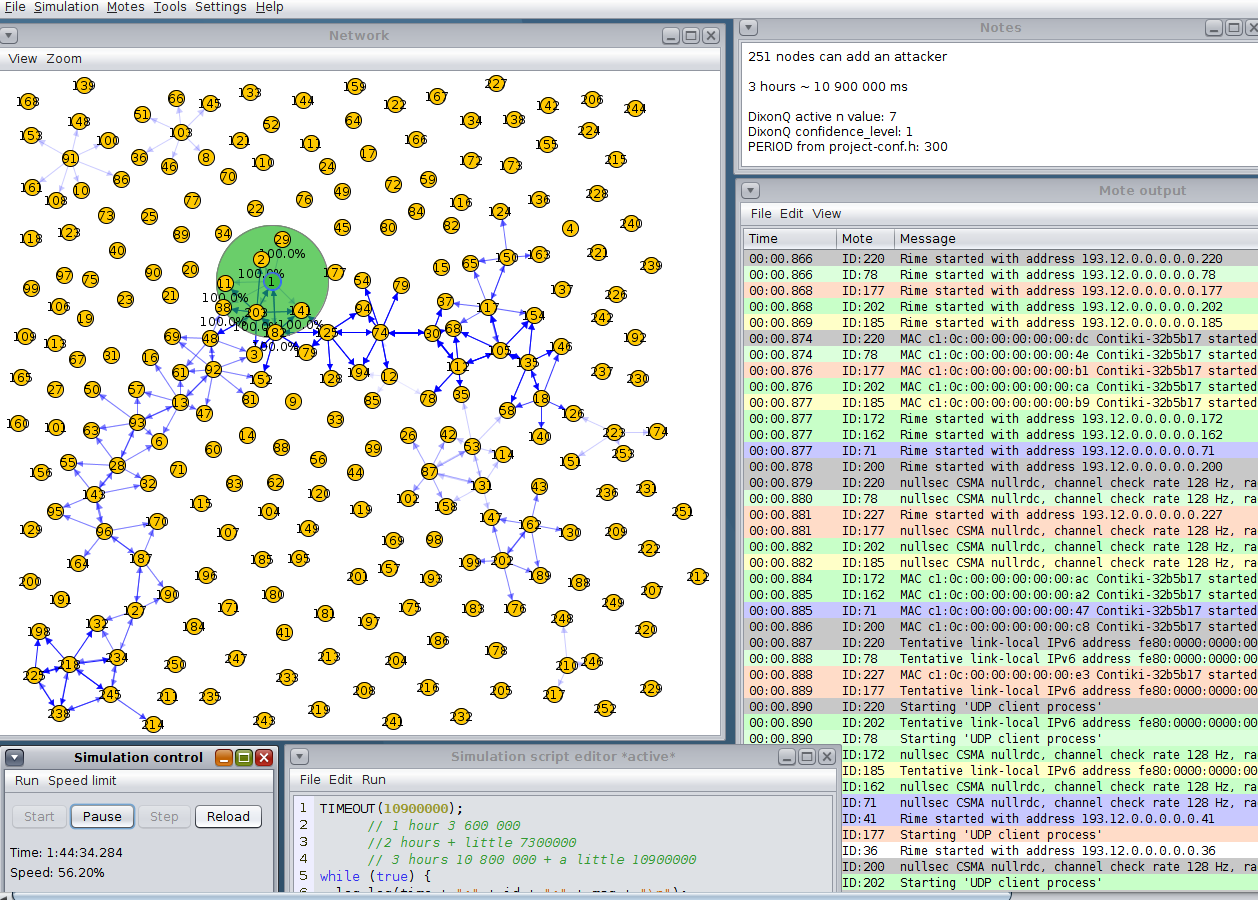 File Simulation Motes Tools Settings Help
Network
View Zoom
139 168 66 145 133 144 159 122 167 227 142 206 244
51 148 153 100 103 52 64 134 138 224
121 111 166 155
91 36 46 8 110 24 17 172 173 215
161 10 86 70 49 72 59 228
108 77 76 116 136
73 25 22 84 124
118 123 89 34 45 80 82 4 240
40 29 2 100.0% 150 163 221
99 97 75 90 20 11 100.0% 1 177 54 79 15 65 239
106 23 21 100.0% 38 203 141 94 37 117 137 226
19 100.0% 154 242
109 113 69 48 74 30 68 192
67 31 16 3 179 105 146
165 61 92 152 128 194 12 112 135 237 230
27 50 57 13 47 81 9 85 78 35 18
160 101 63 93 33 58 126
6 14 26 42 140 223 174
55 28 60 88 39 53 114 253
156 32 71 56 44 87 151
143 83 62 120 102 131 43 236 231
95 115 104 119 158 147 251
129 96 170 107 149 162 130 209
169 98 222
164 187 185 195 199 202
200 196 201 157 193 189 188 212
191 190 180 207
127 171 181 175 183 176 249
198 132 184 41 197 248 220
186
218 234 250 247 213 204 178 210 246
225 233
245 211 235 208 216 205 217 229
238 214 243 219 241 232 252
Notes
251 nodes can add an attacker
3 hours ~ 10 900 000 ms
DixonQ active n value: 7
DixonQ confidence_level: 1
PERIOD from project-conf.h: 300
Mote output
File Edit View
Time Mote Message
00:00.866 ID:220 Rime started with address 193.12.0.0.0.0.0.220
00:00.866 ID:78 Rime started with address 193.12.0.0.0.0.0.78
00:00.868 ID:177 Rime started with address 193.12.0.0.0.0.0.177
00:00.868 ID:202 Rime started with address 193.12.0.0.0.0.0.202
00:00.869 ID:185 Rime started with address 193.12.0.0.0.0.0.185
00:00.874 ID:220 MAC c1:0c:00:00:00:00:00:dc Contiki-32b5b17 started
00:00.874 ID:78 MAC c1:0c:00:00:00:00:00:4e Contiki-32b5b17 started
00:00.876 ID:177 MAC c1:0c:00:00:00:00:00:b1 Contiki-32b5b17 started
00:00.876 ID:202 MAC c1:0c:00:00:00:00:00:ca Contiki-32b5b17 started
00:00.877 ID:185 MAC c1:0c:00:00:00:00:00:b9 Contiki-32b5b17 started
00:00.877 ID:172 Rime started with address 193.12.0.0.0.0.0.172
00:00.877 ID:162 Rime started with address 193.12.0.0.0.0.0.162
00:00.877 ID:71 Rime started with address 193.12.0.0.0.0.0.71
00:00.878 ID:200 Rime started with address 193.12.0.0.0.0.0.200
00:00.879 ID:220 nullsec CSMA nullrdc, channel check rate 128 Hz, ra
00:00.880 ID:78 nullsec CSMA nullrdc, channel check rate 128 Hz, ra
00:00.881 ID:227 Rime started with address 193.12.0.0.0.0.0.227
00:00.881 ID:177 nullsec CSMA nullrdc, channel check rate 128 Hz, ra
00:00.882 ID:202 nullsec CSMA nullrdc, channel check rate 128 Hz, ra
00:00.882 ID:185 nullsec CSMA nullrdc, channel check rate 128 Hz, ra
00:00.884 ID:172 MAC c1:0c:00:00:00:00:00:ac Contiki-32b5b17 started
00:00.885 ID:162 MAC c1:0c:00:00:00:00:00:a2 Contiki-32b5b17 started
00:00.885 ID:71 MAC c1:0c:00:00:00:00:00:47 Contiki-32b5b17 started
00:00.886 ID:200 MAC c1:0c:00:00:00:00:00:c8 Contiki-32b5b17 started
00:00.887 ID:220 Tentative link-local IPv6 address fe80:0000:0000:00
00:00.888 ID:78 Tentative link-local IPv6 address fe80:0000:0000:00
00:00.888 ID:227 MAC c1:0c:00:00:00:00:00:e3 Contiki-32b5b17 started
00:00.889 ID:177 Tentative link-local IPv6 address fe80:0000:0000:00
00:00.890 ID:220 Starting 'UDP client process'
00:00.890 ID:202 Tentative link-local IPv6 address fe80:0000:0000:00
00:00.890 ID:78 Starting 'UDP client process'
ID:172 nullsec CSMA nullrdc, channel check rate 128 Hz, ra
ID:185 Tentative link-local IPv6 address fe80:0000:0000:00
ID:162 nullsec CSMA nullrdc, channel check rate 128 Hz, ra
ID:71 nullsec CSMA nullrdc, channel check rate 128 Hz, ra
ID:41 Rime started with address 193.12.0.0.0.0.0.41
ID:177 Starting 'UDP client process'
ID:36 Rime started with address 193.12.0.0.0.0.0.36
ID:200 nullsec CSMA nullrdc, channel check rate 128 Hz, ra
ID:202 Starting 'UDP client process'
Simulation control
Run Speed limit
Start Pause Step Reload
Time: 1:44:34.284
Speed: 56.20%
Simulation script editor *active*
File Edit Run
1 TIMEOUT(10900000);
2 // 1 hour 3 600 000
3 //2 hours + little 7300000
4 // 3 hours 10 800 000 + a little 10900000
5 while (true) {